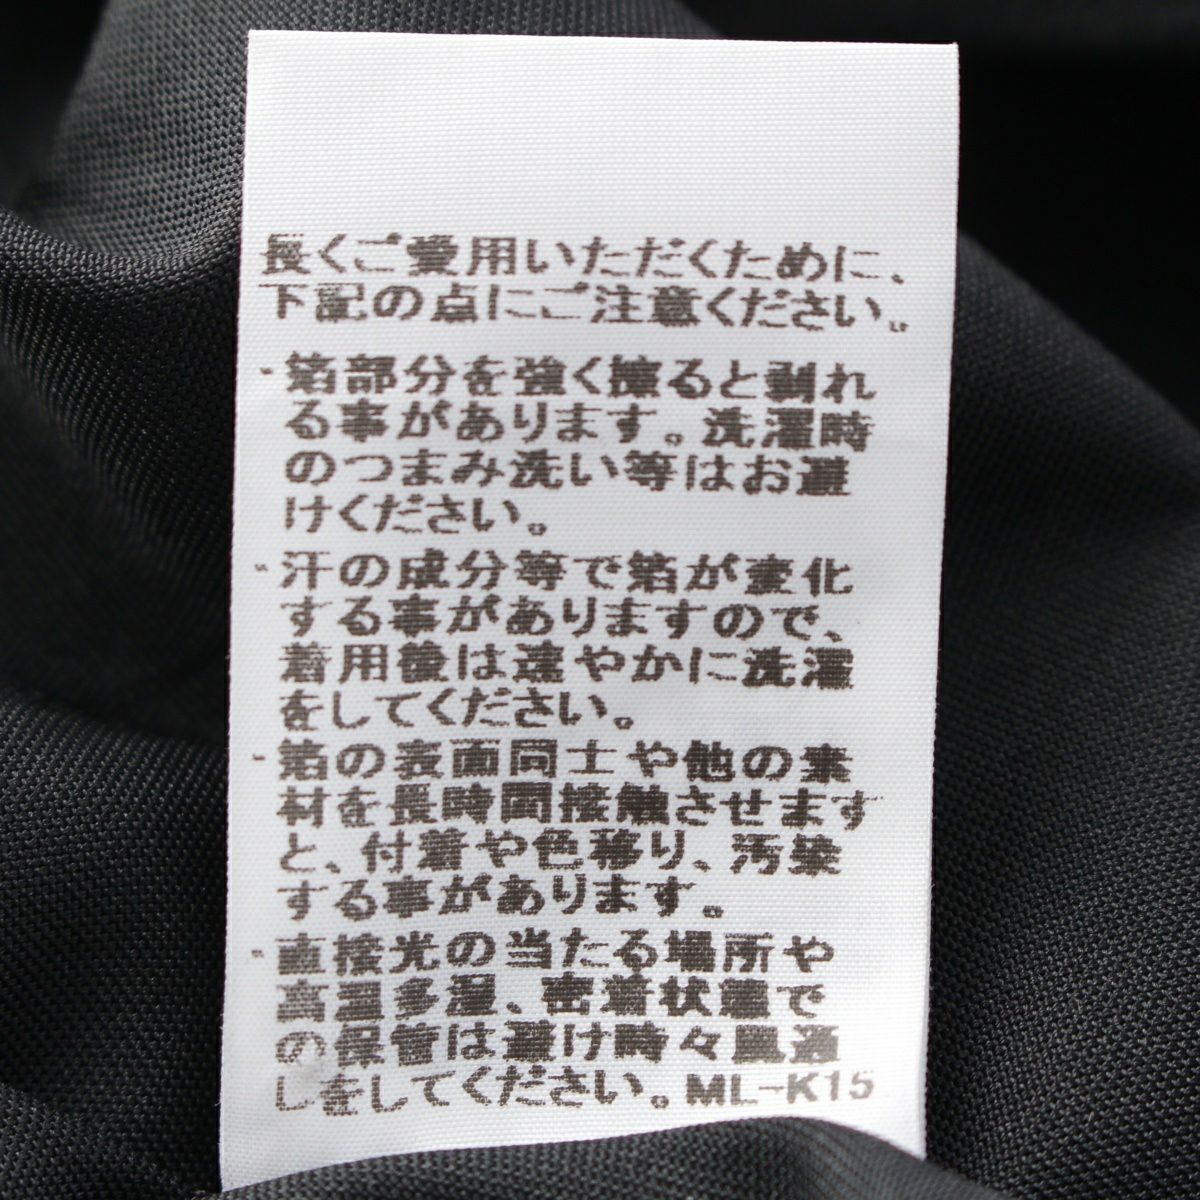 長くご愛用いただくために、
下記の点にご注意ください。
・箔部分を強く擦ると剥れ
る事があります。洗濯時
のつまみ洗い等はお避
けください。
・汗の成分等で箔が変化
する事がありますので、
着用後は速やかに洗濯
をしてください。
・箔の表面同士や他の素
材を長時間接触させます
と、付着や色移り、汚染
する事があります。
・直接光の当たる場所や
高温多湿、密着状態で
の保管は避け時々風通
しをしてください。ML-K15